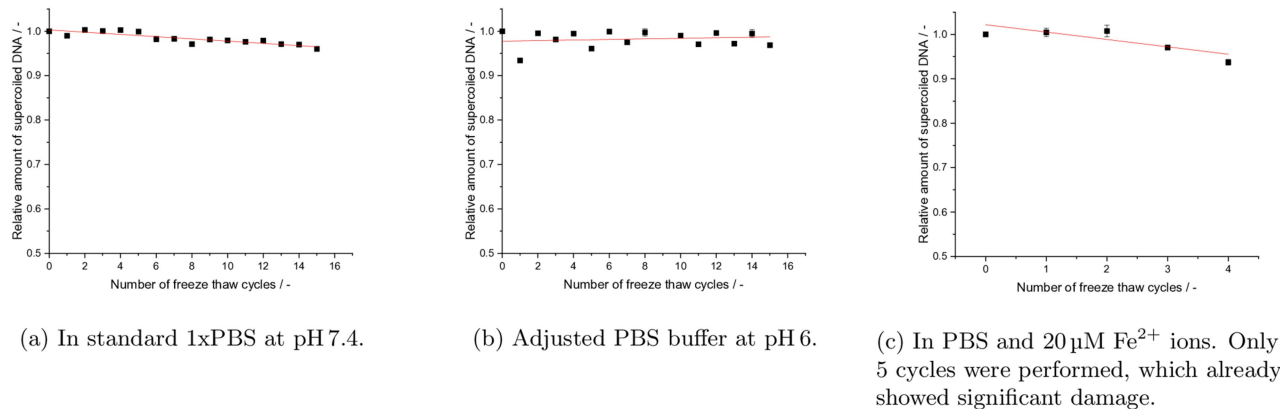 Relative amount of supercoiled DNA / -
1.0
0.9
0.8
0.7
0.6
0.5
0 2 4 6 8 10 12 14 16
Number of freeze thaw cycles / -
(a) In standard 1xPBS at pH 7.4.
Relative amount of supercoiled DNA / -
1.0
0.9
0.8
0.7
0.6
0.5
0 2 4 6 8 10 12 14 16
Number of freeze thaw cycles / -
(b) Adjusted PBS buffer at pH 6.
Relative amount of supercoiled DNA / -
1.0
0.9
0.8
0.7
0.6
0.5
0 1 2 3 4
Number of freeze thaw cycles / -
(c) In PBS and 20 µM Fe²⁺ ions. Only
5 cycles were performed, which already
showed significant damage.